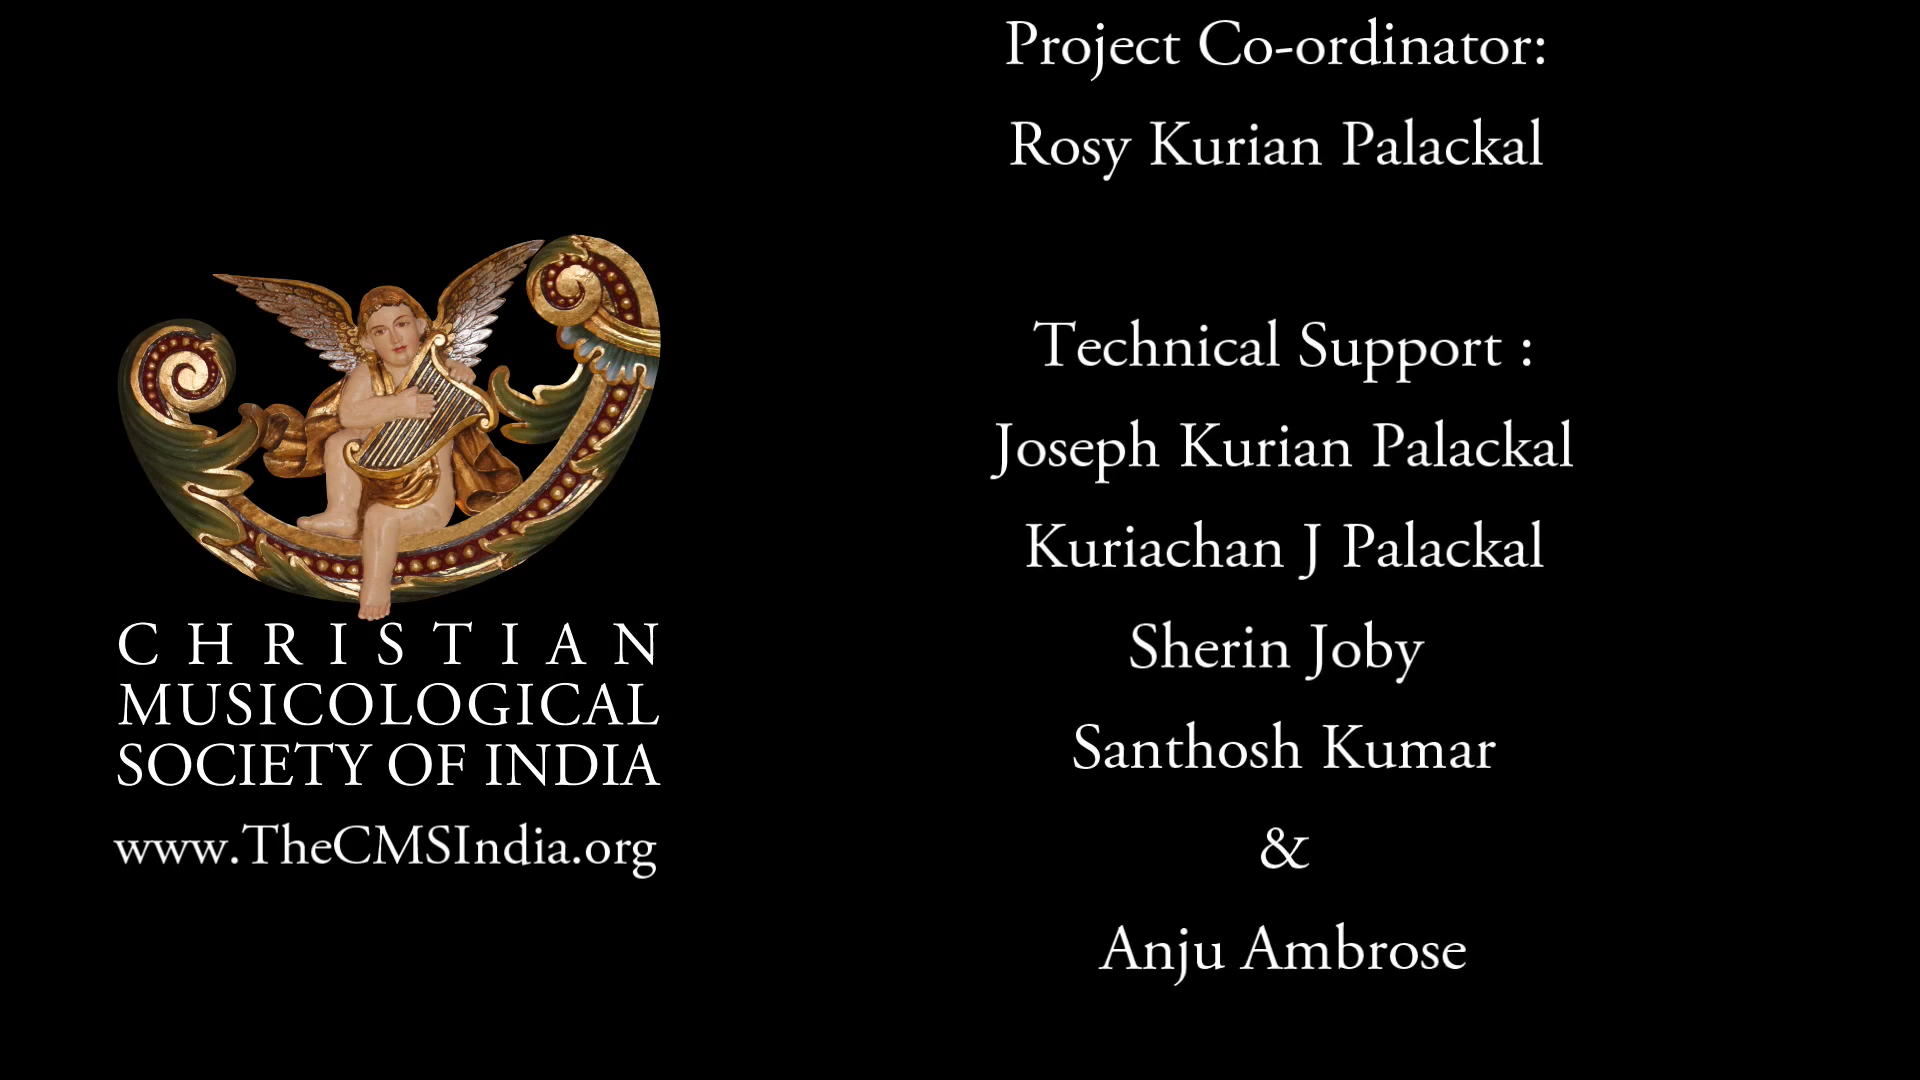 CHRISTIAN
MUSICOLOGICAL
SOCIETY OF INDIA
www.TheCMSIndia.org
Project Co-ordinator:
Rosy Kurian Palackal
Technical Support :
Joseph Kurian Palackal
Kuriachan J Palackal
Sherin Joby
Santhosh Kumar
&
Anju Ambrose